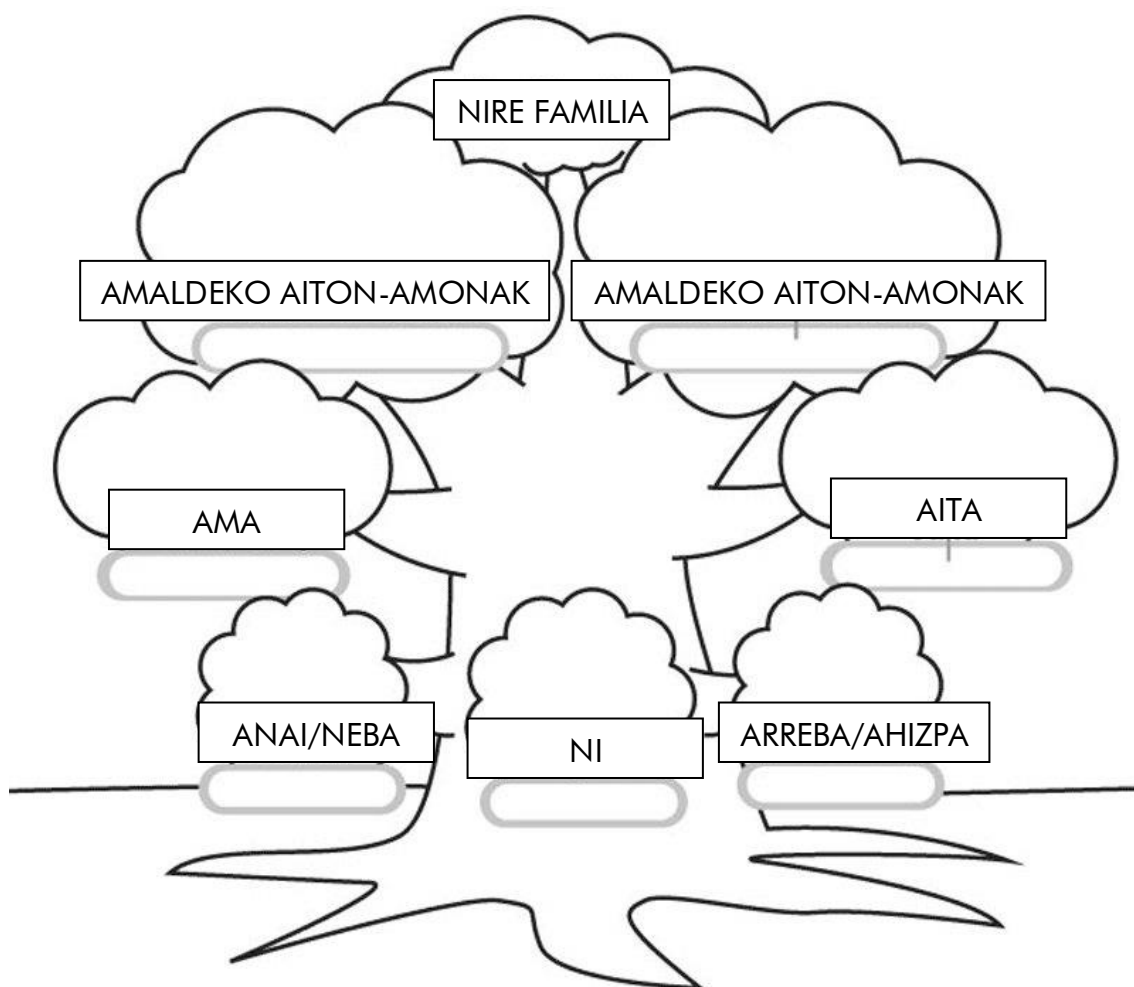 NIRE FAMILIA
AMALDEKO AITON-AMONAK
AMALDEKO AITON-AMONAK
AMA
AITA
ANAI/NEBA
NI
ARREBA/AHIZPA